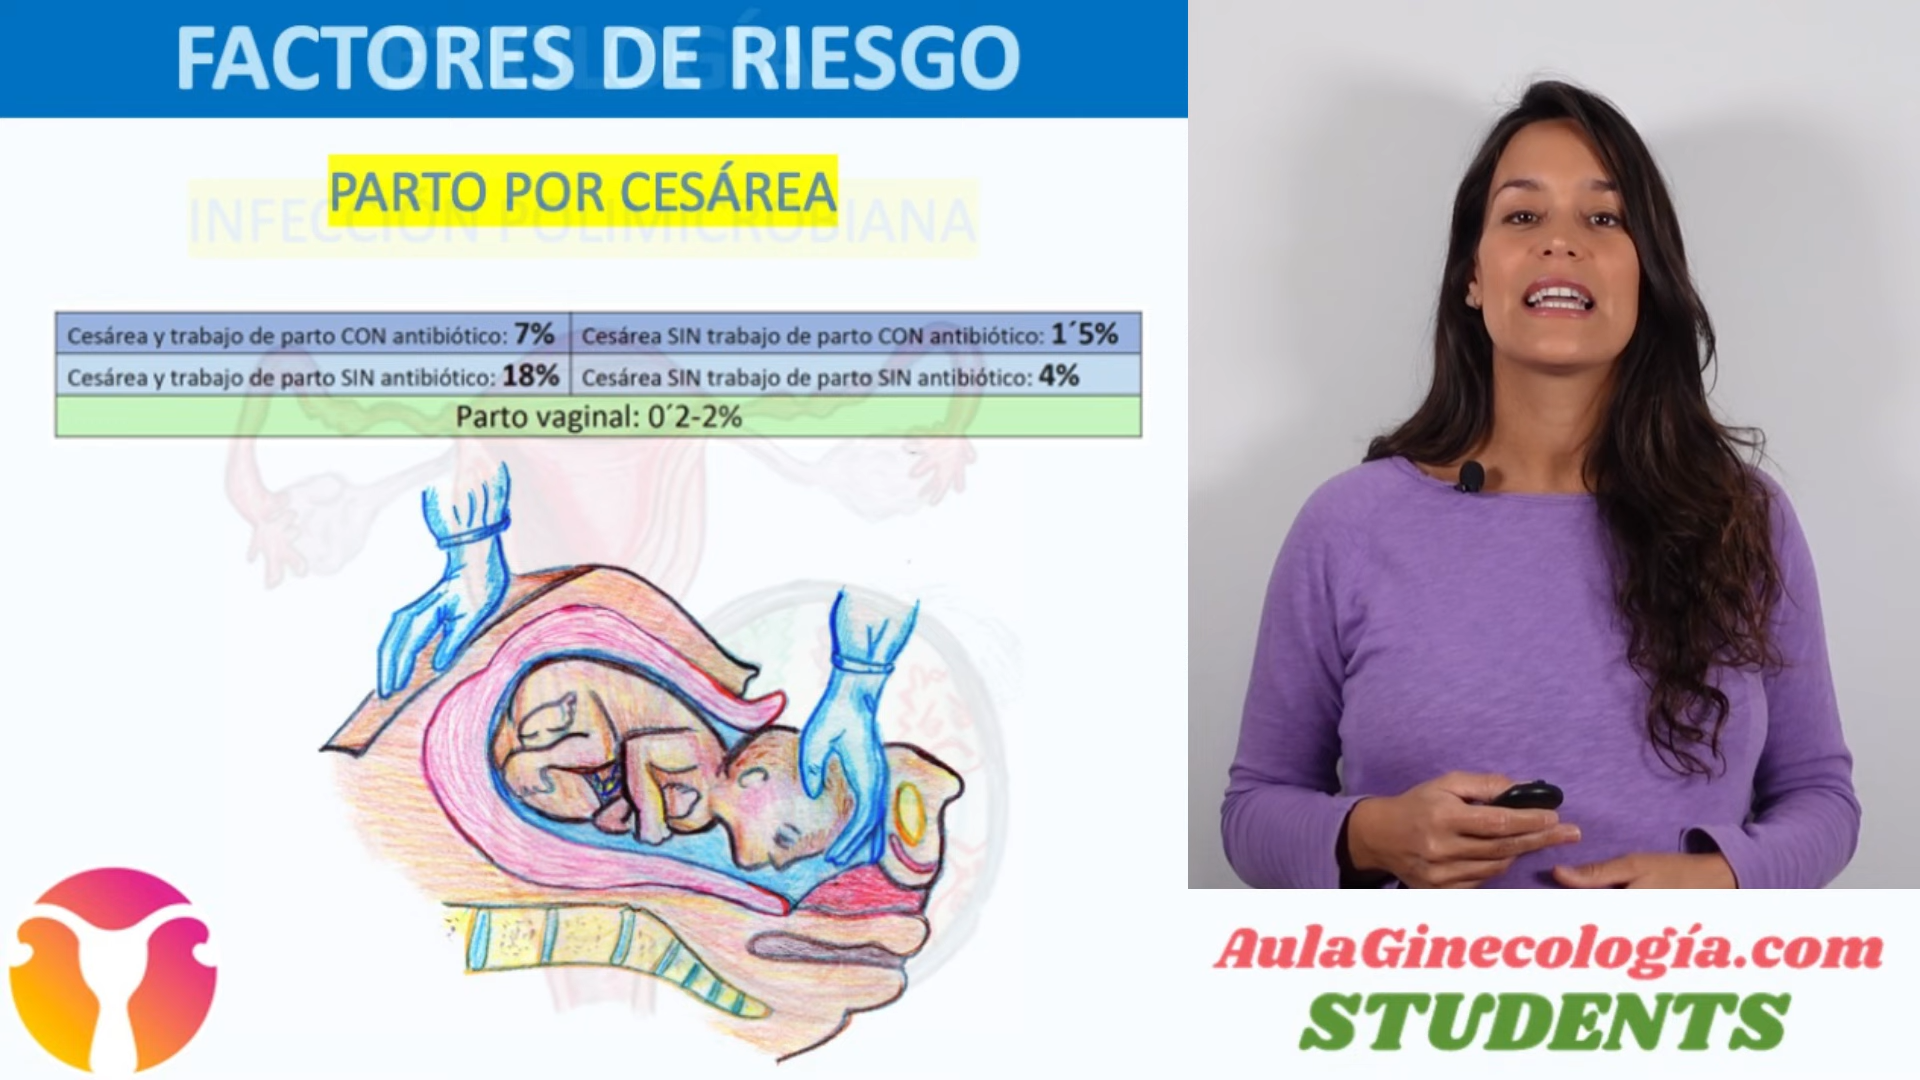 FACTORES DE RIESGO
PARTO POR CESÁREA
INFECCIÓN POLIMICROBIANA
Cesárea y trabajo de parto CON antibiótico: 7%
Cesárea SIN trabajo de parto CON antibiótico: 1´5%
Cesárea y trabajo de parto SIN antibiótico: 18%
Cesárea SIN trabajo de parto SIN antibiótico: 4%
Parto vaginal: 0´2-2%
AulaGinecología.com
STUDENTS